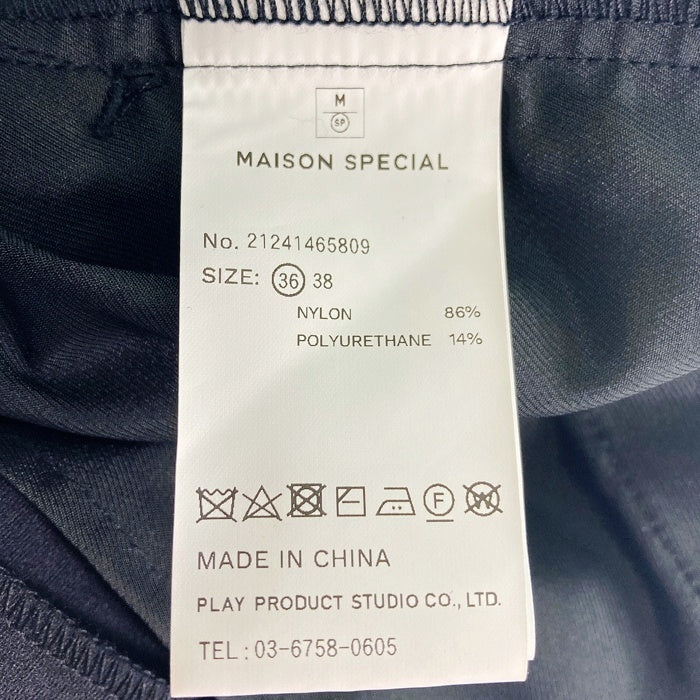 M
SP
MAISON SPECIAL
No. 21241465809
SIZE: 36 38
NYLON 86%
POLYURETHANE 14%
F W
MADE IN CHINA
PLAY PRODUCT STUDIO CO., LTD.
TEL : 03-6758-0605